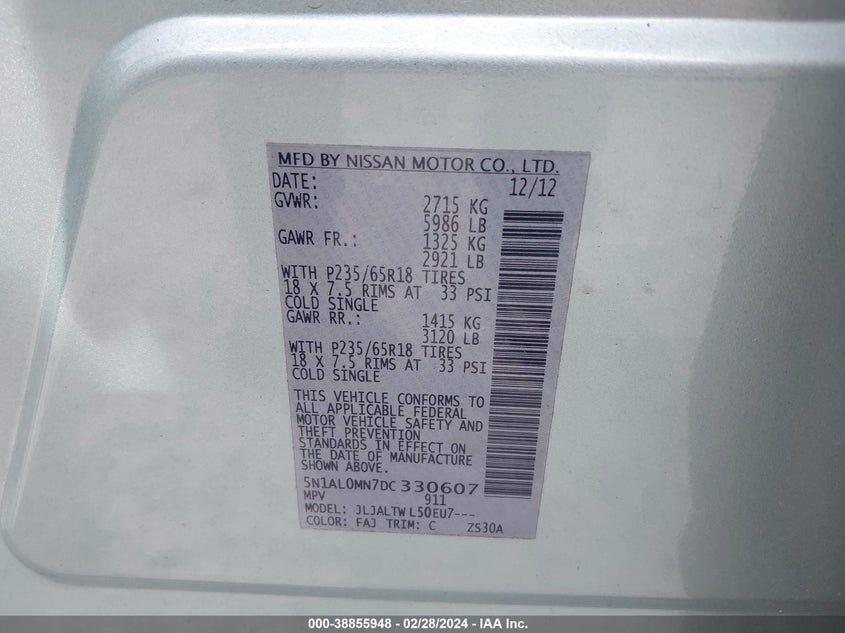 MFD BY NISSAN MOTOR CO., LTD.
DATE: 12/12
GVWR: 2715 KG
5986 LB
GAWR FR.: 1325 KG
2921 LB
WITH P235/65R18 TIRES
18 X 7.5 RIMS AT 33 PSI
COLD SINGLE
GAWR RR.: 1415 KG
3120 LB
WITH P235/65R18 TIRES
18 X 7.5 RIMS AT 33 PSI
COLD SINGLE
THIS VEHICLE CONFORMS TO
ALL APPLICABLE FEDERAL
MOTOR VEHICLE SAFETY AND
THEFT PREVENTION
STANDARDS IN EFFECT ON
THE DATE OF MANUFACTURE
SHOWN ABOVE.
5N1AL0MN7DC330607
MPV 911
MODEL: JLJALTW L50EU7---
COLOR: FAJ TRIM: C ZS30A
000-38855948 - 02/28/2024 - IAA Inc.